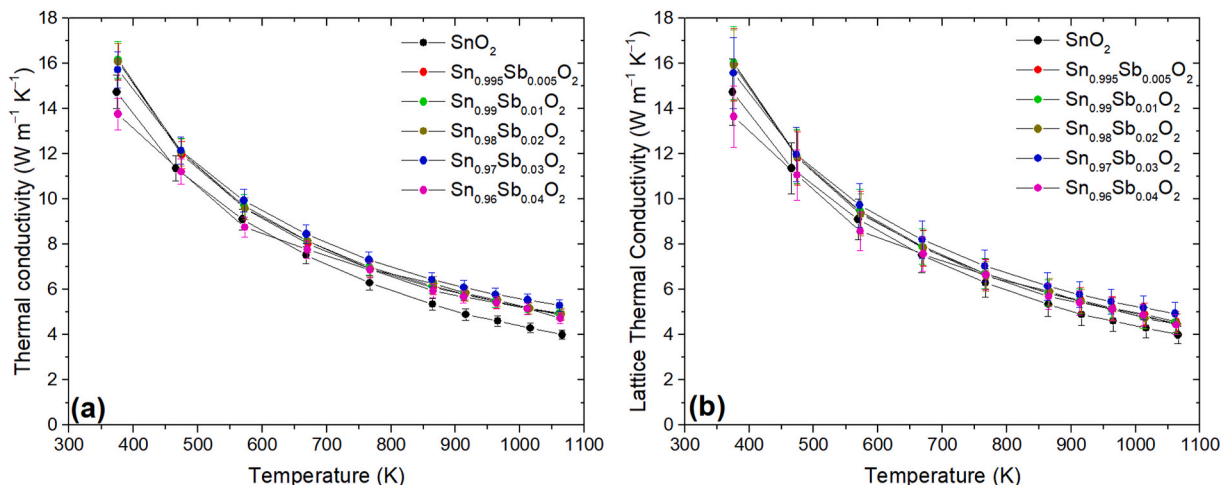 18
16
14
12
10
8
6
4
2
0
Thermal conductivity (W m⁻¹ K⁻¹)
SnO₂
Sn₀.₉₉₅Sb₀.₀₀₅O₂
Sn₀.₉₉Sb₀.₀₁O₂
Sn₀.₉₈Sb₀.₀₂O₂
Sn₀.₉₇Sb₀.₀₃O₂
Sn₀.₉₆Sb₀.₀₄O₂
(a)
300 400 500 600 700 800 900 1000 1100
Temperature (K)
18
16
14
12
10
8
6
4
2
0
Lattice Thermal Conductivity (W m⁻¹ K⁻¹)
SnO₂
Sn₀.₉₉₅Sb₀.₀₀₅O₂
Sn₀.₉₉Sb₀.₀₁O₂
Sn₀.₉₈Sb₀.₀₂O₂
Sn₀.₉₇Sb₀.₀₃O₂
Sn₀.₉₆Sb₀.₀₄O₂
(b)
300 400 500 600 700 800 900 1000 1100
Temperature (K)